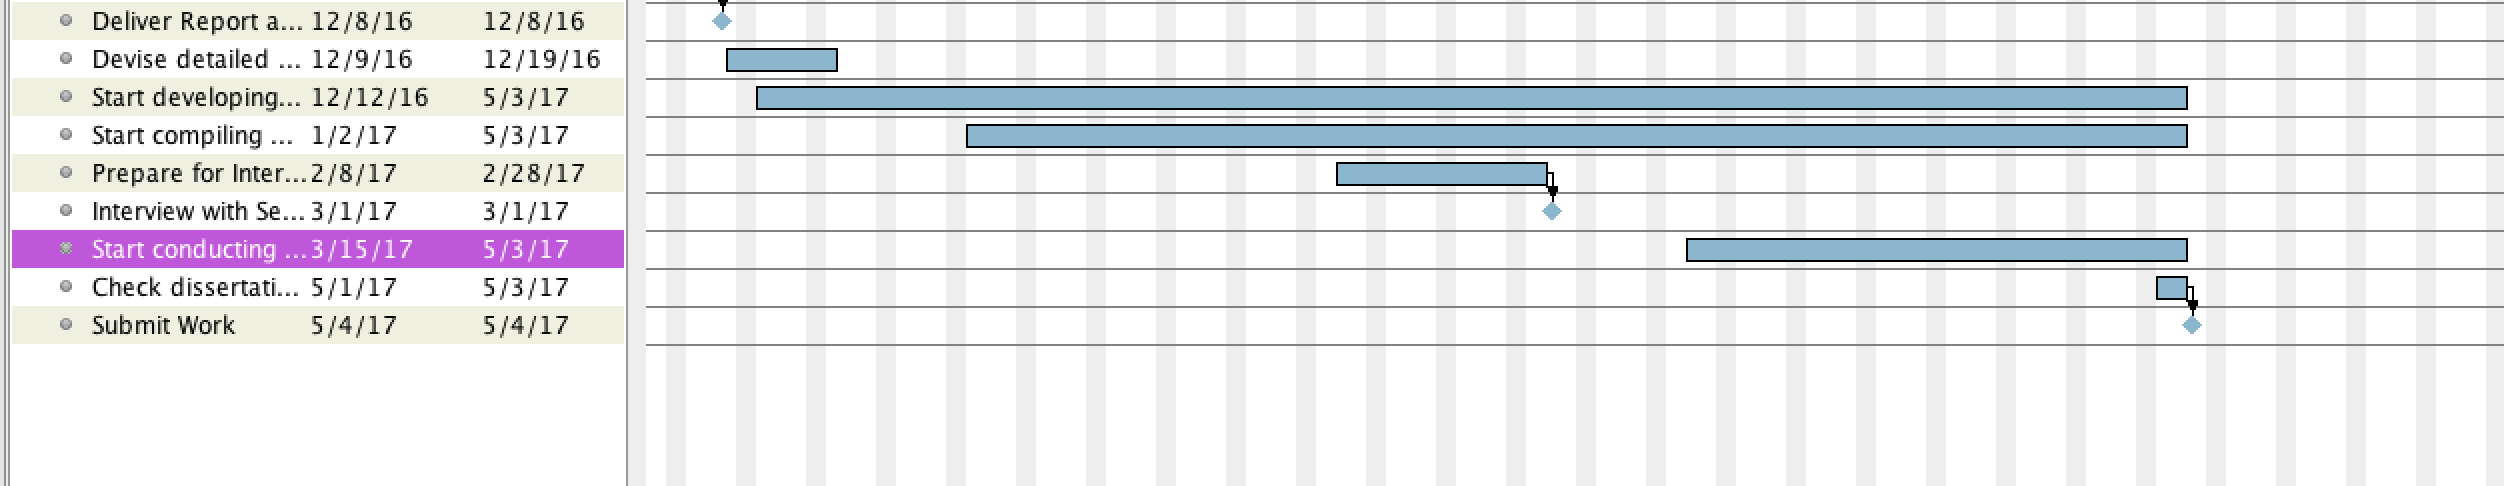 Deliver Report a... 12/8/16 12/8/16
Devise detailed ... 12/9/16 12/19/16
Start developing... 12/12/16 5/3/17
Start compiling ... 1/2/17 5/3/17
Prepare for Inter... 2/8/17 2/28/17
Interview with Se... 3/1/17 3/1/17
Start conducting ... 3/15/17 5/3/17
Check dissertati... 5/1/17 5/3/17
Submit Work 5/4/17 5/4/17